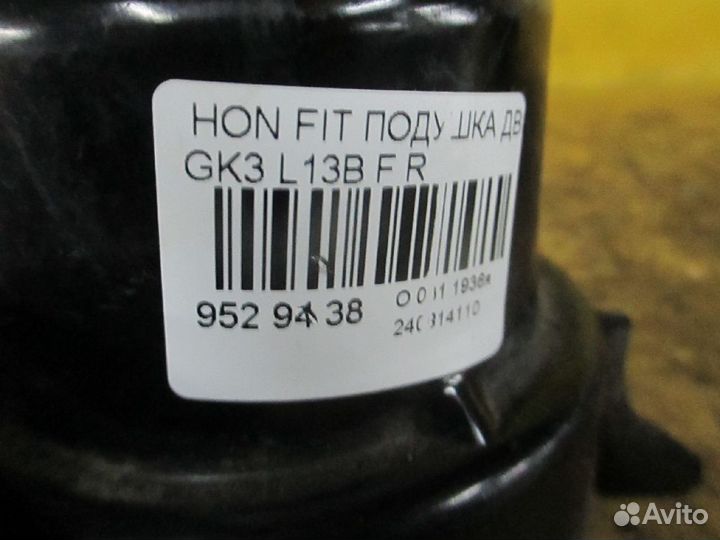 HON FIT ПОДУШКА ДВ
GK3 L13B F R
952 94 38
Avito